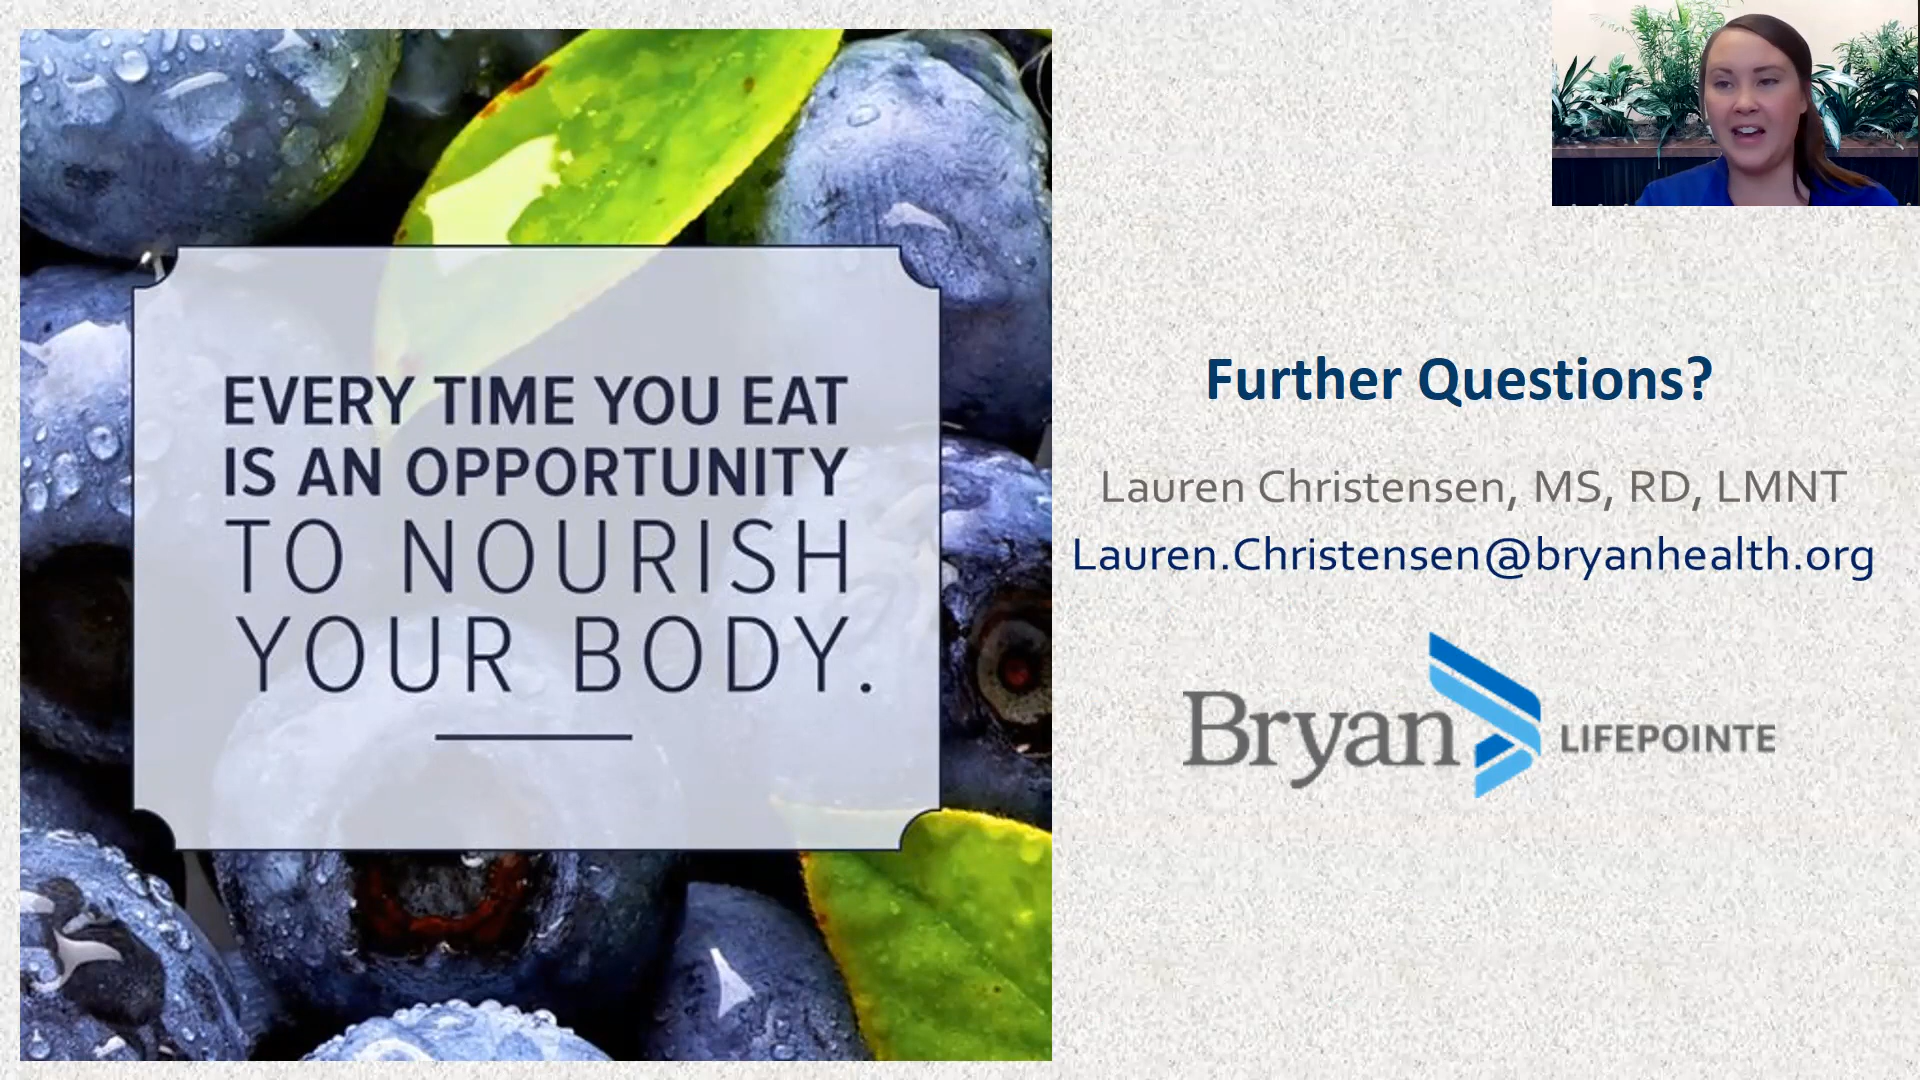 EVERY TIME YOU EAT
IS AN OPPORTUNITY
TO NOURISH
YOUR BODY.
Further Questions?
Lauren Christensen, MS, RD, LMNT
Lauren.Christensen@bryanhealth.org
Bryan LIFEPOINTE